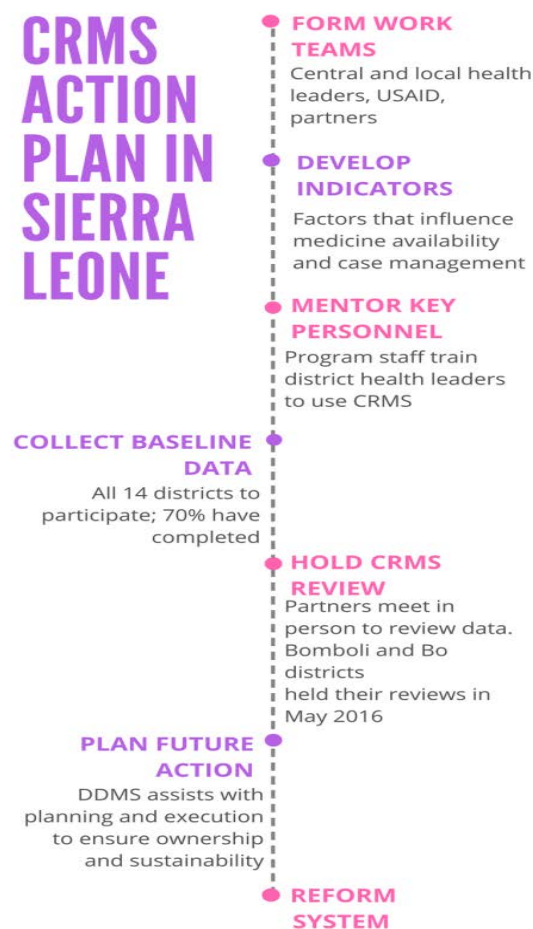 CRMS
ACTION
PLAN IN
SIERRA
LEONE
FORM WORK
TEAMS
Central and local health
leaders, USAID,
partners
DEVELOP
INDICATORS
Factors that influence
medicine availability
and case management
MENTOR KEY
PERSONNEL
Program staff train
district health leaders
to use CRMS
COLLECT BASELINE
DATA
All 14 districts to
participate; 70% have
completed
HOLD CRMS
REVIEW
Partners meet in
person to review data.
Bomboli and Bo
districts
held their reviews in
May 2016
PLAN FUTURE
ACTION
DDMS assists with
planning and execution
to ensure ownership
and sustainability
REFORM
SYSTEM